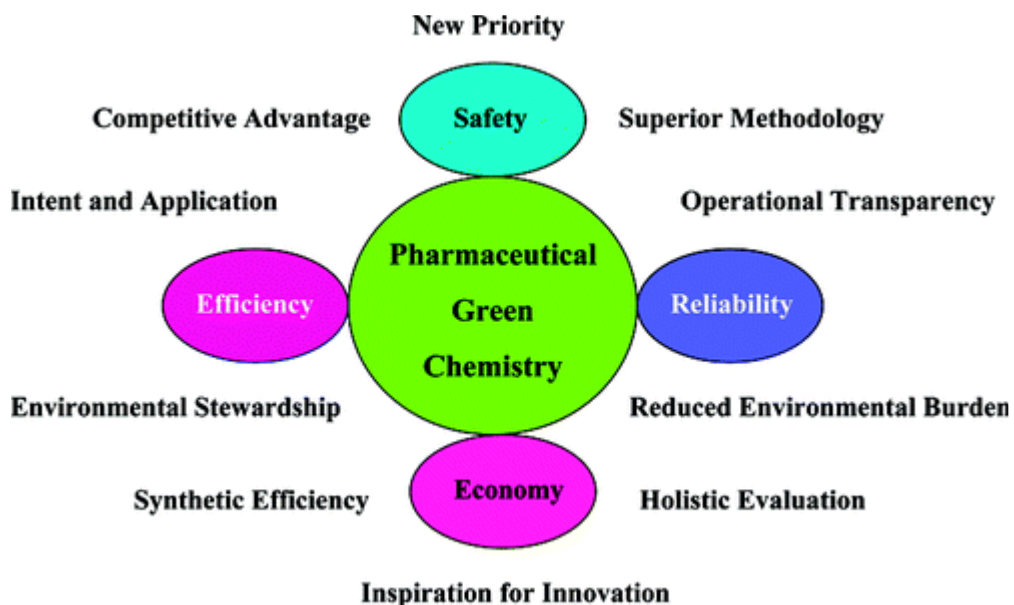 New Priority
Competitive Advantage
Safety
Superior Methodology
Intent and Application
Operational Transparency
Pharmaceutical
Green
Chemistry
Efficiency
Reliability
Environmental Stewardship
Reduced Environmental Burden
Synthetic Efficiency
Economy
Holistic Evaluation
Inspiration for Innovation